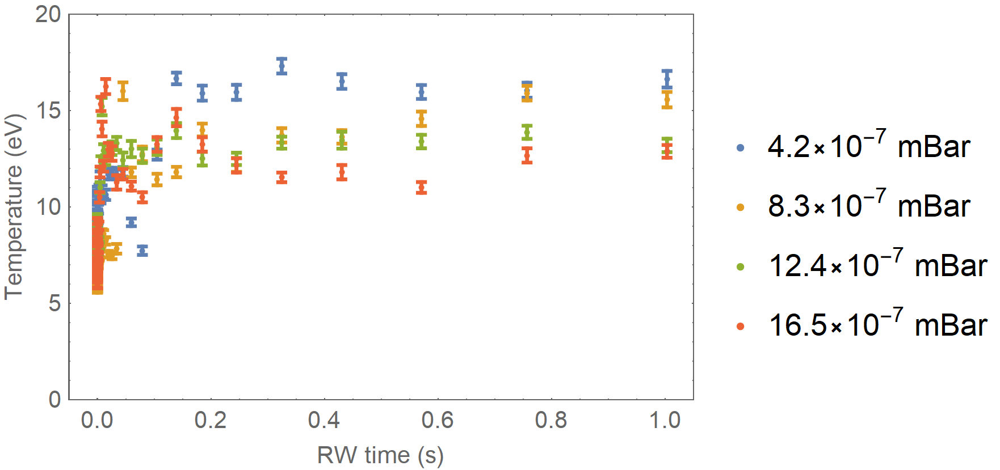 20
15
10
5
0
Temperature (eV)
0.0 0.2 0.4 0.6 0.8 1.0
RW time (s)
4.2×10⁻⁷ mBar
8.3×10⁻⁷ mBar
12.4×10⁻⁷ mBar
16.5×10⁻⁷ mBar